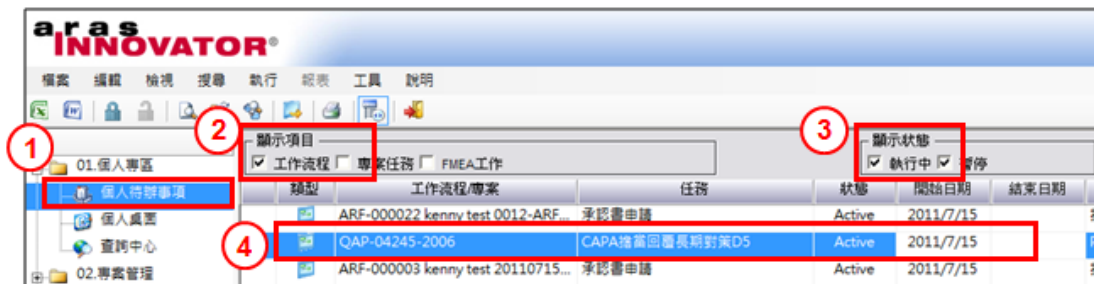 aras
INNOVATOR®
檔案 編輯 檢視 搜尋 執行 報表 工具 說明
1
2
3
4
01.個人專區
個人待辦事項
個人桌面
查詢中心
02.專案管理
顯示項目
工作流程 專案任務 FMEA工作
顯示狀態
執行中 暫停
類型 工作流程/專案 任務 狀態 開始日期 結束日期
ARF-000022 kenny test 0012-ARF... 承認書申請 Active 2011/7/15
QAP-04245-2006 CAPA擔當回覆長期對策D5 Active 2011/7/15
ARF-000003 kenny test 20110715... 承認書申請 Active 2011/7/15